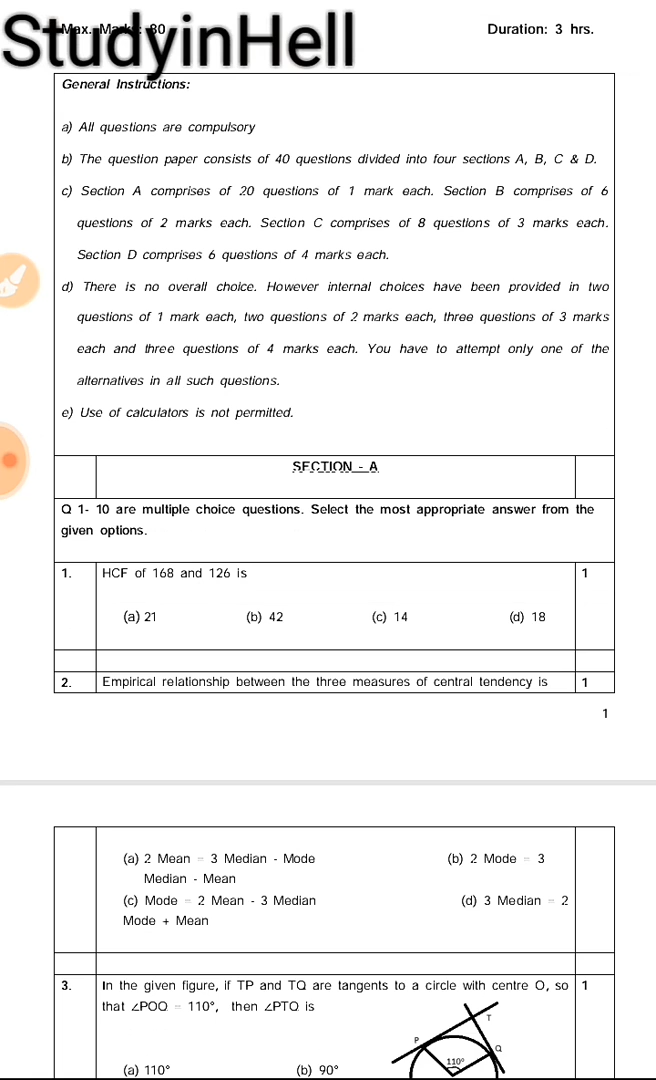 Max. Marks: 80 Duration: 3 hrs.
StudyinHell
General Instructions:
a) All questions are compulsory
b) The question paper consists of 40 questions divided into four sections A, B, C & D.
c) Section A comprises of 20 questions of 1 mark each. Section B comprises of 6
questions of 2 marks each. Section C comprises of 8 questions of 3 marks each.
Section D comprises 6 questions of 4 marks each.
d) There is no overall choice. However internal choices have been provided in two
questions of 1 mark each, two questions of 2 marks each, three questions of 3 marks
each and three questions of 4 marks each. You have to attempt only one of the
alternatives in all such questions.
e) Use of calculators is not permitted.
SECTION - A
Q 1- 10 are multiple choice questions. Select the most appropriate answer from the
given options.
1. HCF of 168 and 126 is 1
(a) 21 (b) 42 (c) 14 (d) 18
2. Empirical relationship between the three measures of central tendency is 1
1
(a) 2 Mean = 3 Median - Mode (b) 2 Mode = 3
Median - Mean
(c) Mode = 2 Mean - 3 Median (d) 3 Median = 2
Mode + Mean
3. In the given figure, if TP and TQ are tangents to a circle with centre O, so 1
that ∠POQ = 110°, then ∠PTQ is
T
P
Q
110°
(a) 110° (b) 90°